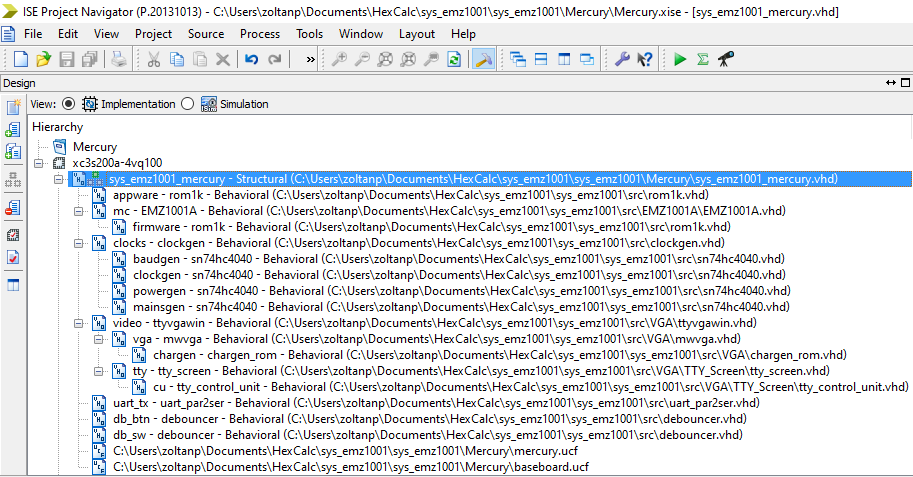 ISE Project Navigator (P.20131013) - C:\Users\zoltanp\Documents\HexCalc\sys_emz1001\sys_emz1001\Mercury\Mercury.xise - [sys_emz1001_mercury.vhd]
File Edit View Project Source Process Tools Window Layout Help
»
Design
View: Implementation Simulation
Hierarchy
Mercury
xc3s200a-4vq100
sys_emz1001_mercury - Structural (C:\Users\zoltanp\Documents\HexCalc\sys_emz1001\sys_emz1001\Mercury\sys_emz1001_mercury.vhd)
appware - rom1k - Behavioral (C:\Users\zoltanp\Documents\HexCalc\sys_emz1001\sys_emz1001\src\rom1k.vhd)
mc - EMZ1001A - Behavioral (C:\Users\zoltanp\Documents\HexCalc\sys_emz1001\sys_emz1001\src\EMZ1001A\EMZ1001A.vhd)
firmware - rom1k - Behavioral (C:\Users\zoltanp\Documents\HexCalc\sys_emz1001\sys_emz1001\src\rom1k.vhd)
clocks - clockgen - Behavioral (C:\Users\zoltanp\Documents\HexCalc\sys_emz1001\sys_emz1001\src\clockgen.vhd)
baudgen - sn74hc4040 - Behavioral (C:\Users\zoltanp\Documents\HexCalc\sys_emz1001\sys_emz1001\src\sn74hc4040.vhd)
clockgen - sn74hc4040 - Behavioral (C:\Users\zoltanp\Documents\HexCalc\sys_emz1001\sys_emz1001\src\sn74hc4040.vhd)
powergen - sn74hc4040 - Behavioral (C:\Users\zoltanp\Documents\HexCalc\sys_emz1001\sys_emz1001\src\sn74hc4040.vhd)
mainsgen - sn74hc4040 - Behavioral (C:\Users\zoltanp\Documents\HexCalc\sys_emz1001\sys_emz1001\src\sn74hc4040.vhd)
video - ttyvgawin - Behavioral (C:\Users\zoltanp\Documents\HexCalc\sys_emz1001\sys_emz1001\src\VGA\ttyvgawin.vhd)
vga - mwvga - Behavioral (C:\Users\zoltanp\Documents\HexCalc\sys_emz1001\sys_emz1001\src\VGA\mwvga.vhd)
chargen - chargen_rom - Behavioral (C:\Users\zoltanp\Documents\HexCalc\sys_emz1001\sys_emz1001\src\VGA\chargen_rom.vhd)
tty - tty_screen - Behavioral (C:\Users\zoltanp\Documents\HexCalc\sys_emz1001\sys_emz1001\src\VGA\TTY_Screen\tty_screen.vhd)
cu - tty_control_unit - Behavioral (C:\Users\zoltanp\Documents\HexCalc\sys_emz1001\sys_emz1001\src\VGA\TTY_Screen\tty_control_unit.vhd)
uart_tx - uart_par2ser - Behavioral (C:\Users\zoltanp\Documents\HexCalc\sys_emz1001\sys_emz1001\src\uart_par2ser.vhd)
db_btn - debouncer - Behavioral (C:\Users\zoltanp\Documents\HexCalc\sys_emz1001\sys_emz1001\src\debouncer.vhd)
db_sw - debouncer - Behavioral (C:\Users\zoltanp\Documents\HexCalc\sys_emz1001\sys_emz1001\src\debouncer.vhd)
C:\Users\zoltanp\Documents\HexCalc\sys_emz1001\sys_emz1001\Mercury\mercury.ucf
C:\Users\zoltanp\Documents\HexCalc\sys_emz1001\sys_emz1001\Mercury\baseboard.ucf